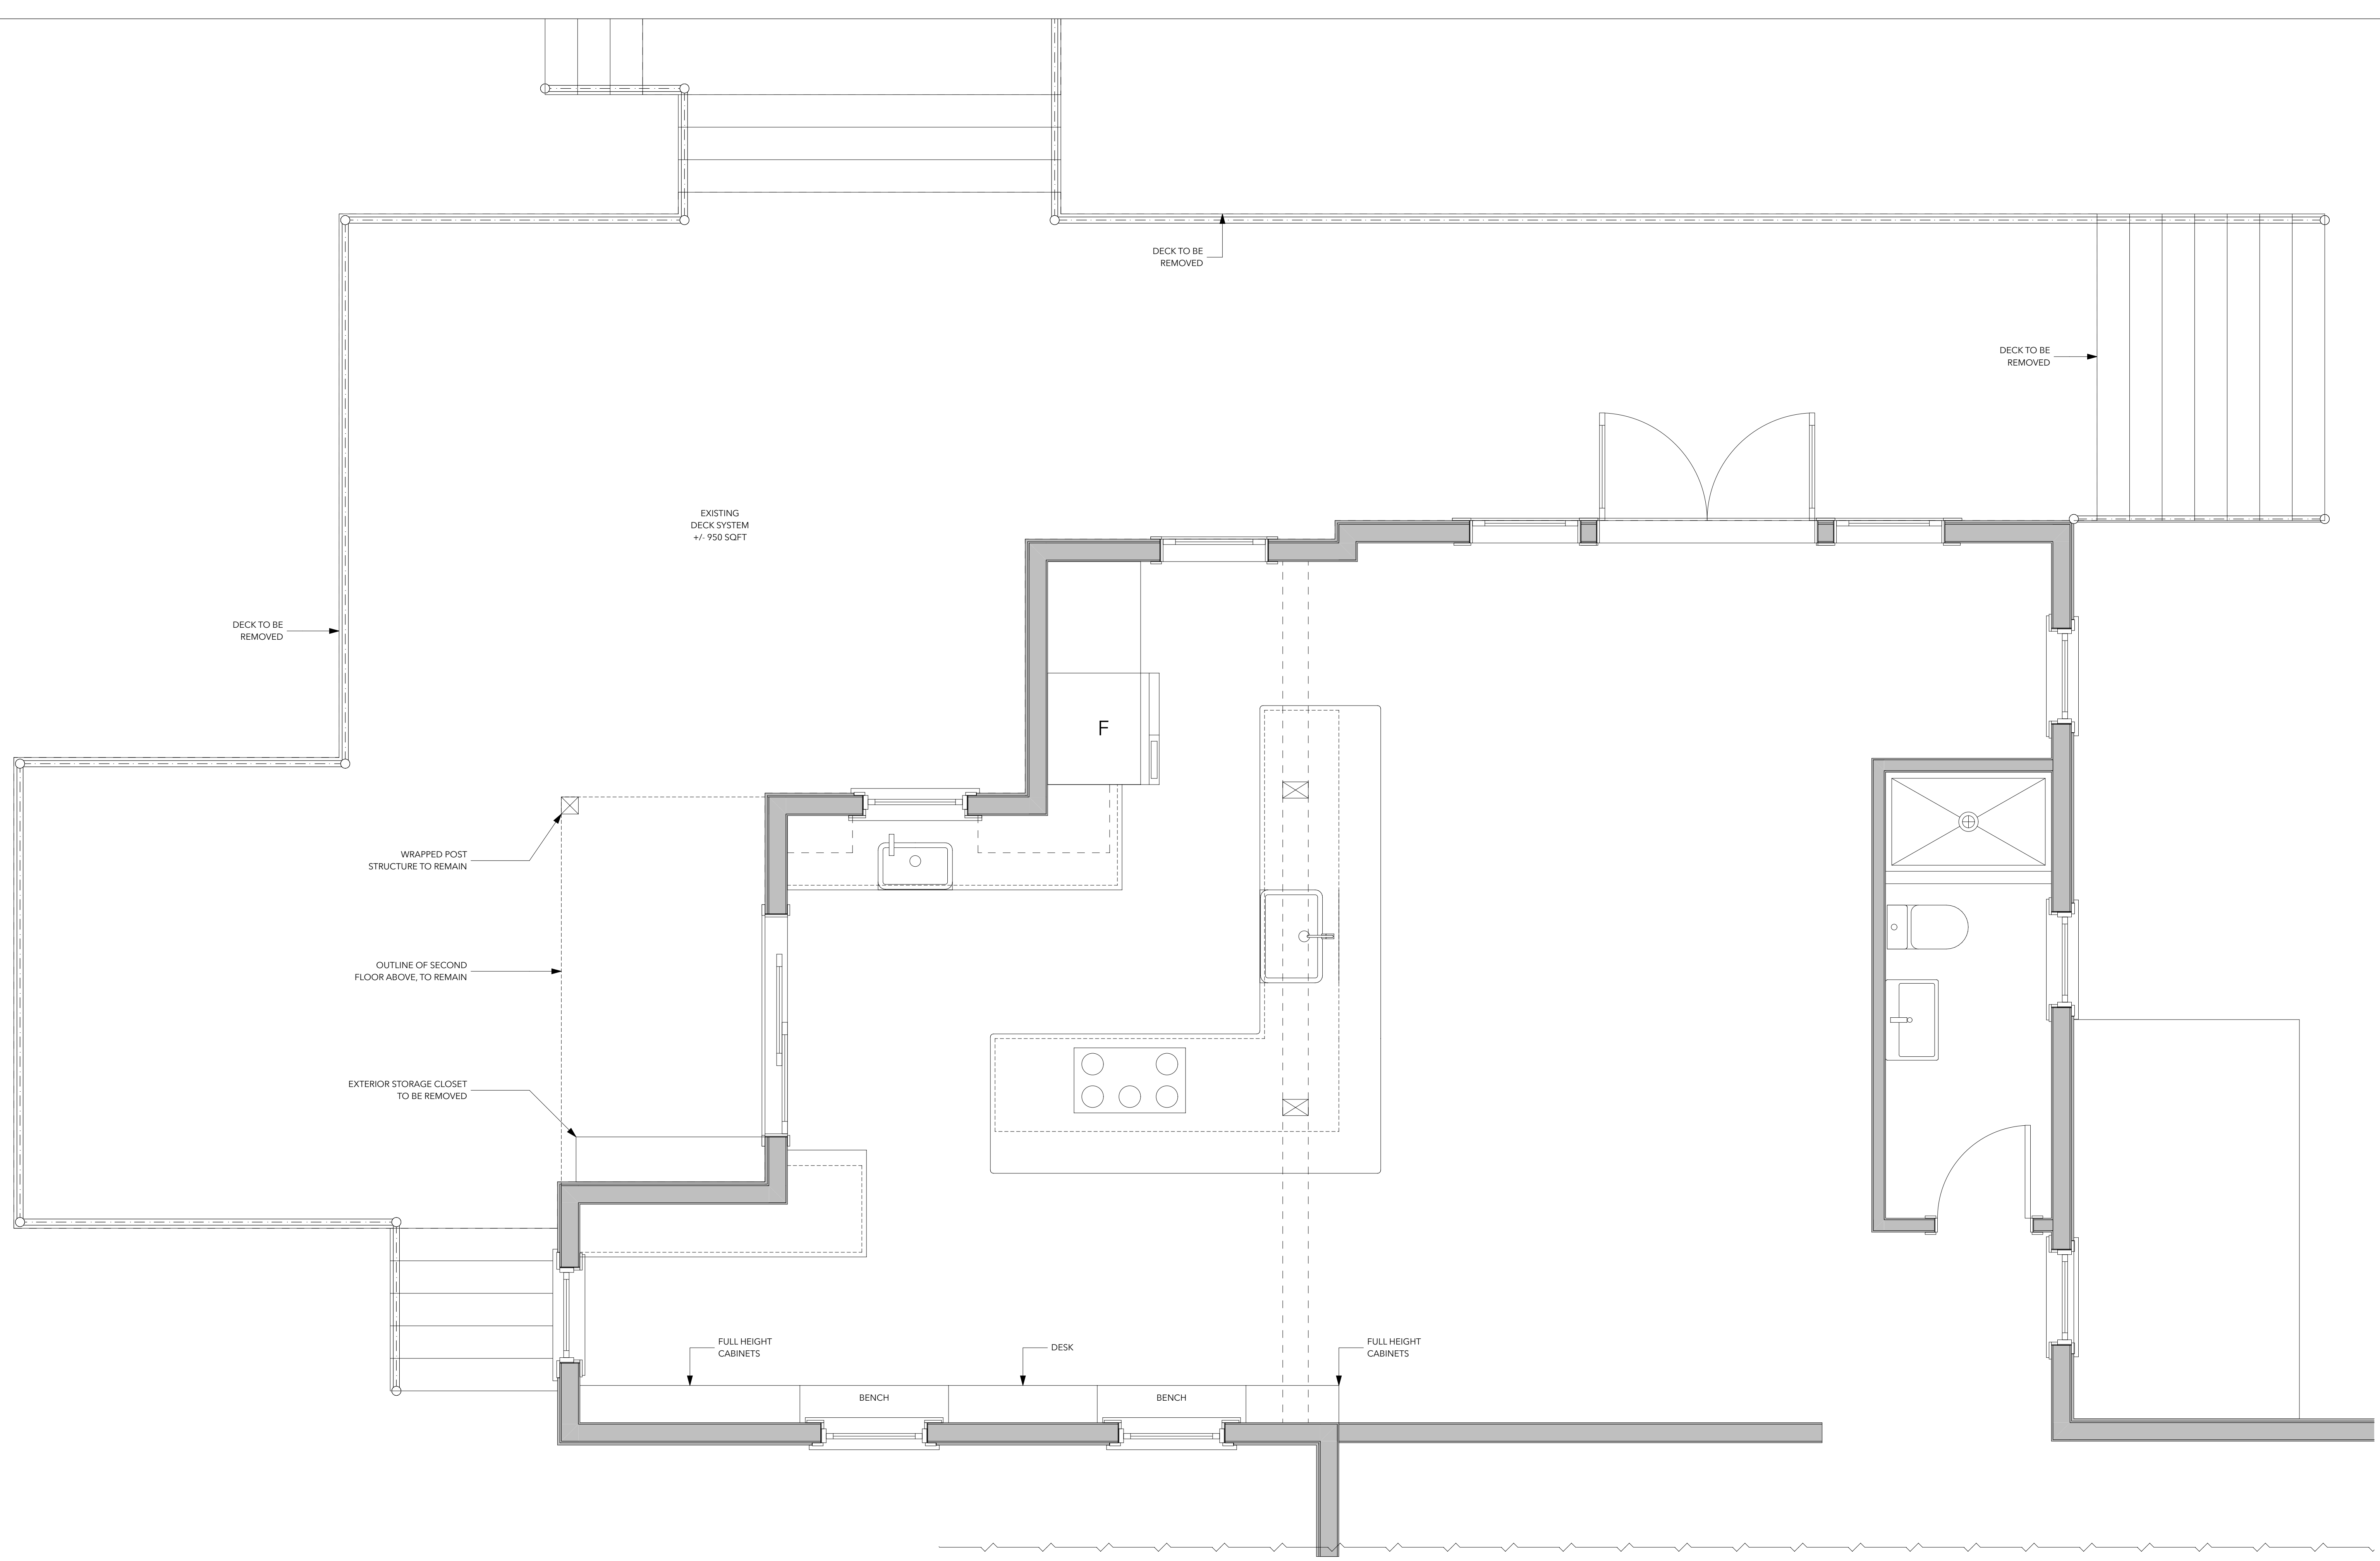 DECK TO BE
REMOVED
DECK TO BE
REMOVED
EXISTING
DECK SYSTEM
+/- 950 SQFT
DECK TO BE
REMOVED
F
WRAPPED POST
STRUCTURE TO REMAIN
OUTLINE OF SECOND
FLOOR ABOVE, TO REMAIN
EXTERIOR STORAGE CLOSET
TO BE REMOVED
FULL HEIGHT
CABINETS
DESK
FULL HEIGHT
CABINETS
BENCH
BENCH